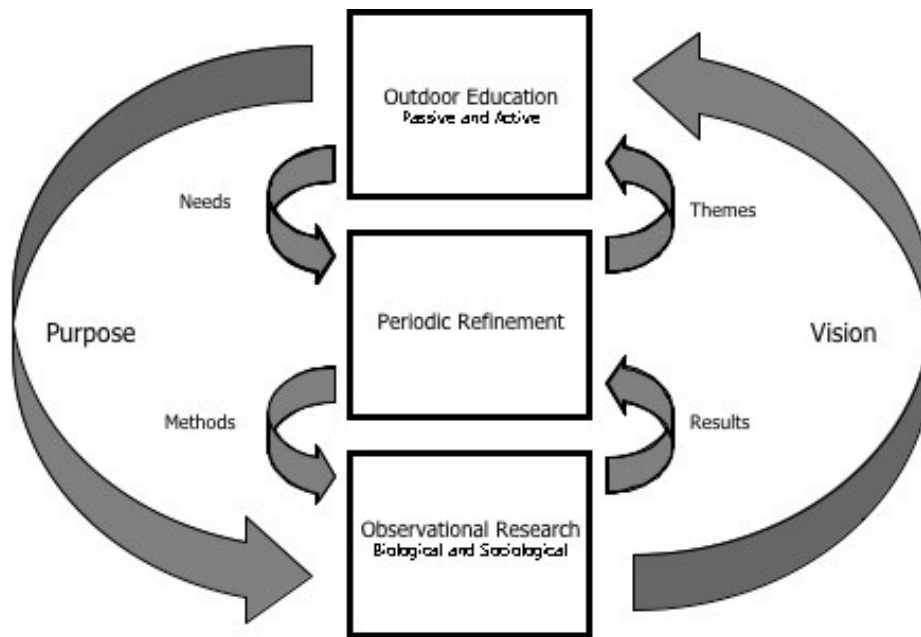 Outdoor Education
Passive and Active
Needs
Themes
Periodic Refinement
Purpose
Vision
Methods
Results
Observational Research
Biological and Sociological